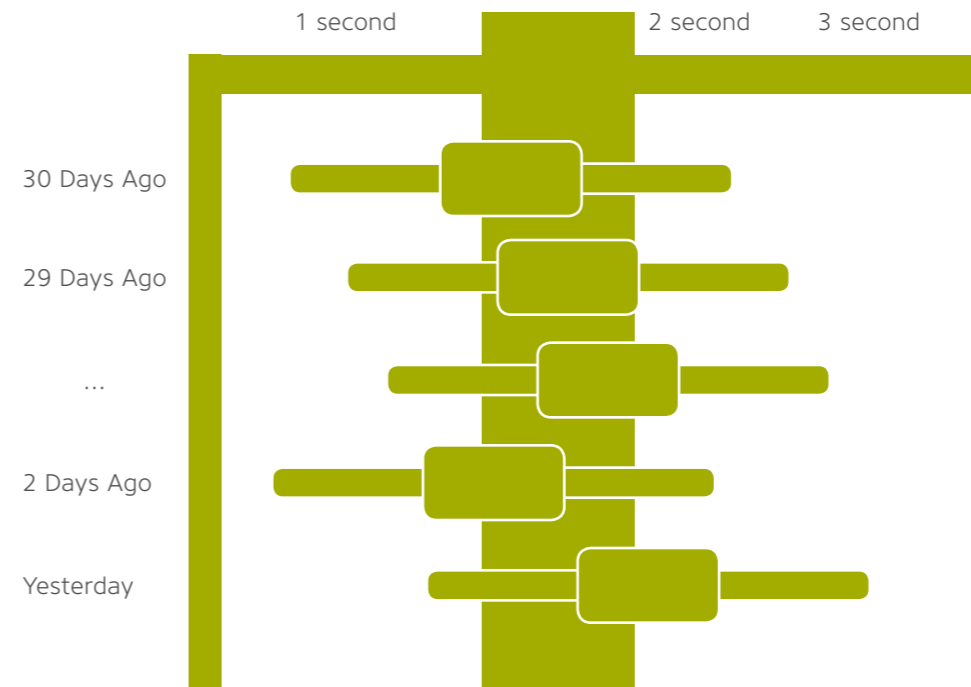 1 second 2 second 3 second
30 Days Ago
29 Days Ago
...
2 Days Ago
Yesterday